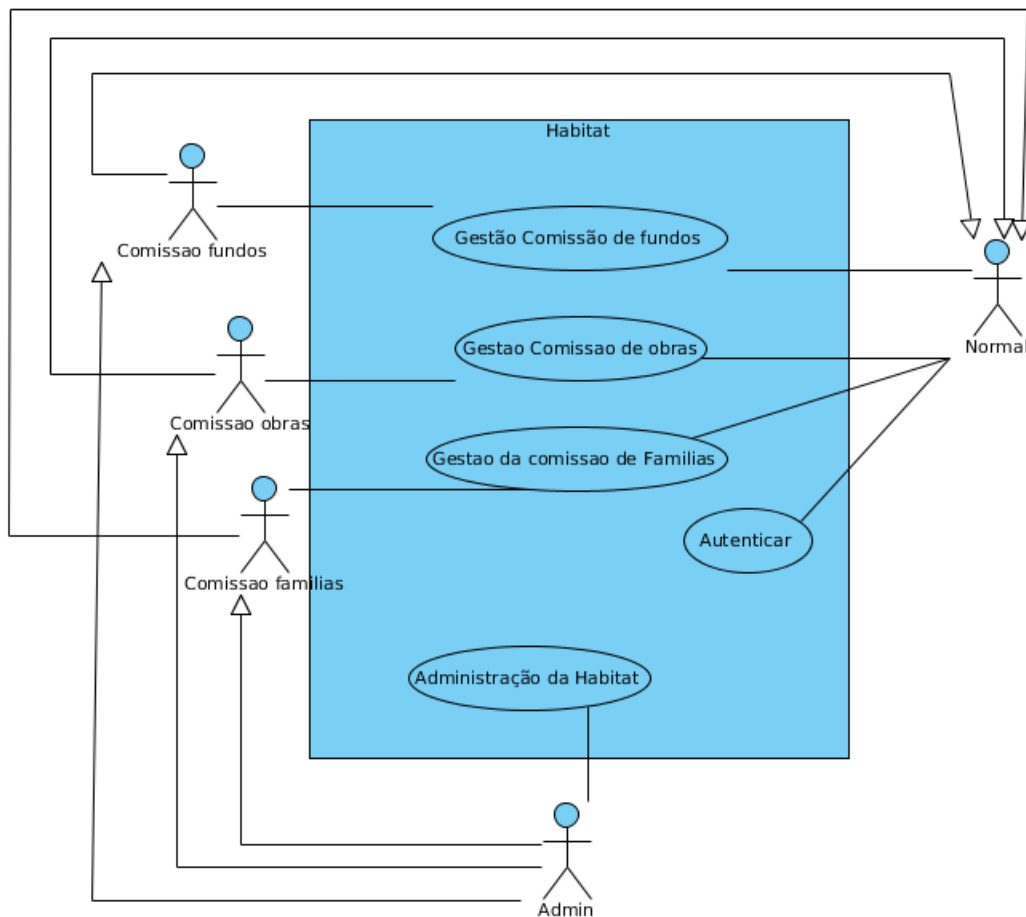 Habitat
Comissao fundos
Gestão Comissão de fundos
Normal
Gestao Comissao de obras
Comissao obras
Gestao da comissao de Familias
Autenticar
Comissao familias
Administração da Habitat
Admin